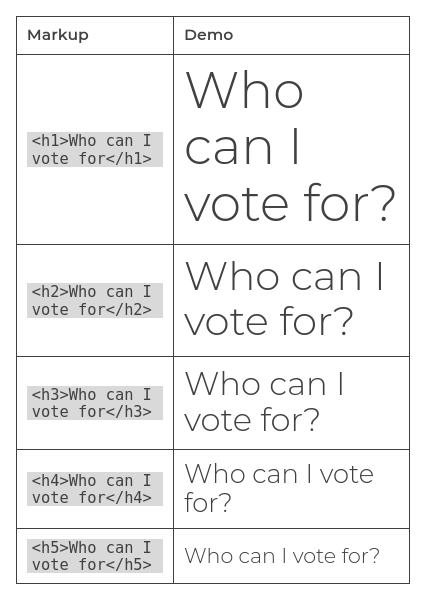 Markup Demo
<h1>Who can I
vote for</h1>
Who
can I
vote for?
<h2>Who can I
vote for</h2>
Who can I
vote for?
<h3>Who can I
vote for</h3>
Who can I
vote for?
<h4>Who can I
vote for</h4>
Who can I vote
for?
<h5>Who can I
vote for</h5>
Who can I vote for?